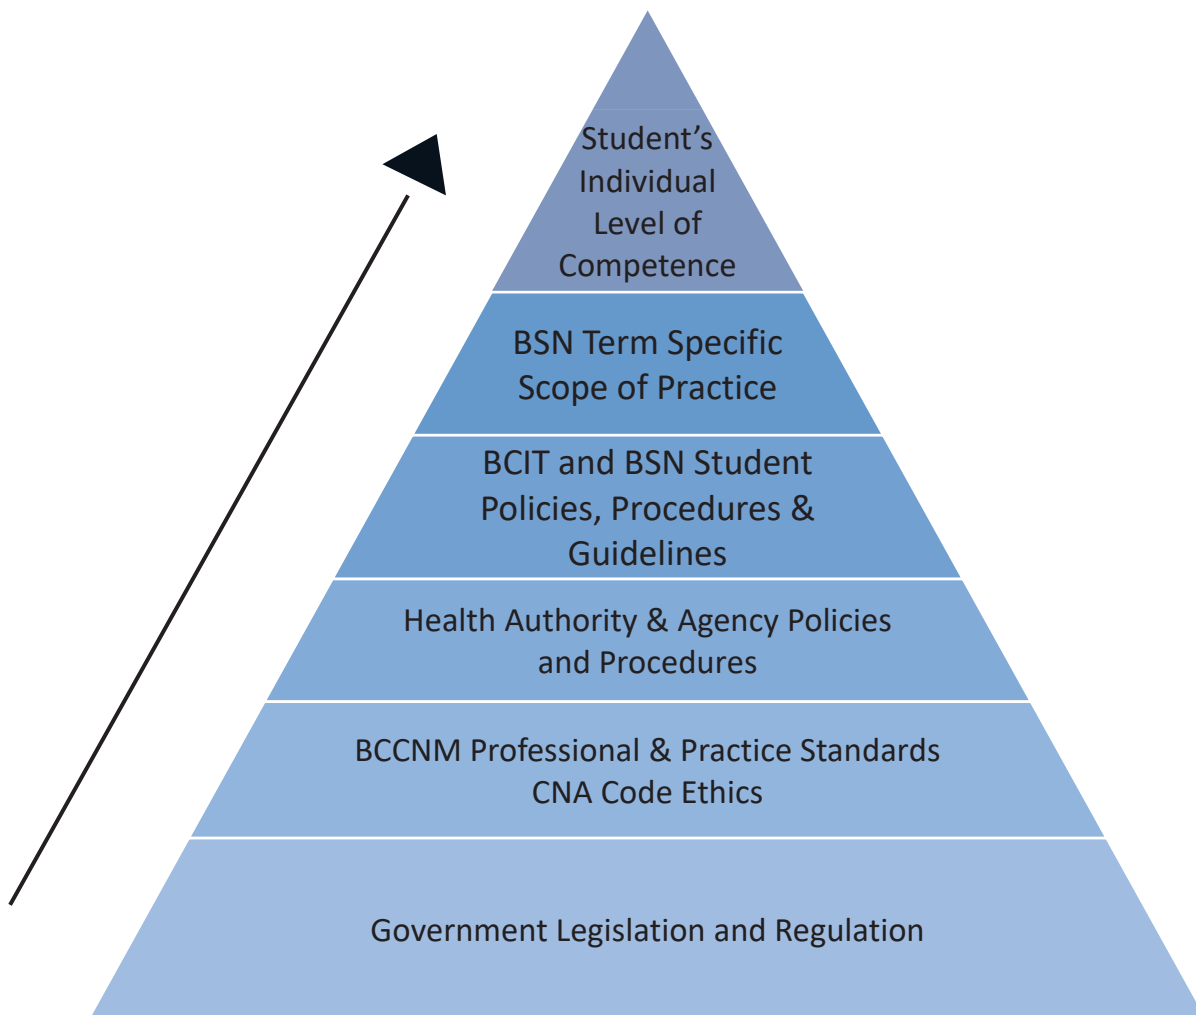 Student’s
Individual
Level of
Competence
BSN Term Specific
Scope of Practice
BCIT and BSN Student
Policies, Procedures &
Guidelines
Health Authority & Agency Policies
and Procedures
BCCNM Professional & Practice Standards
CNA Code Ethics
Government Legislation and Regulation